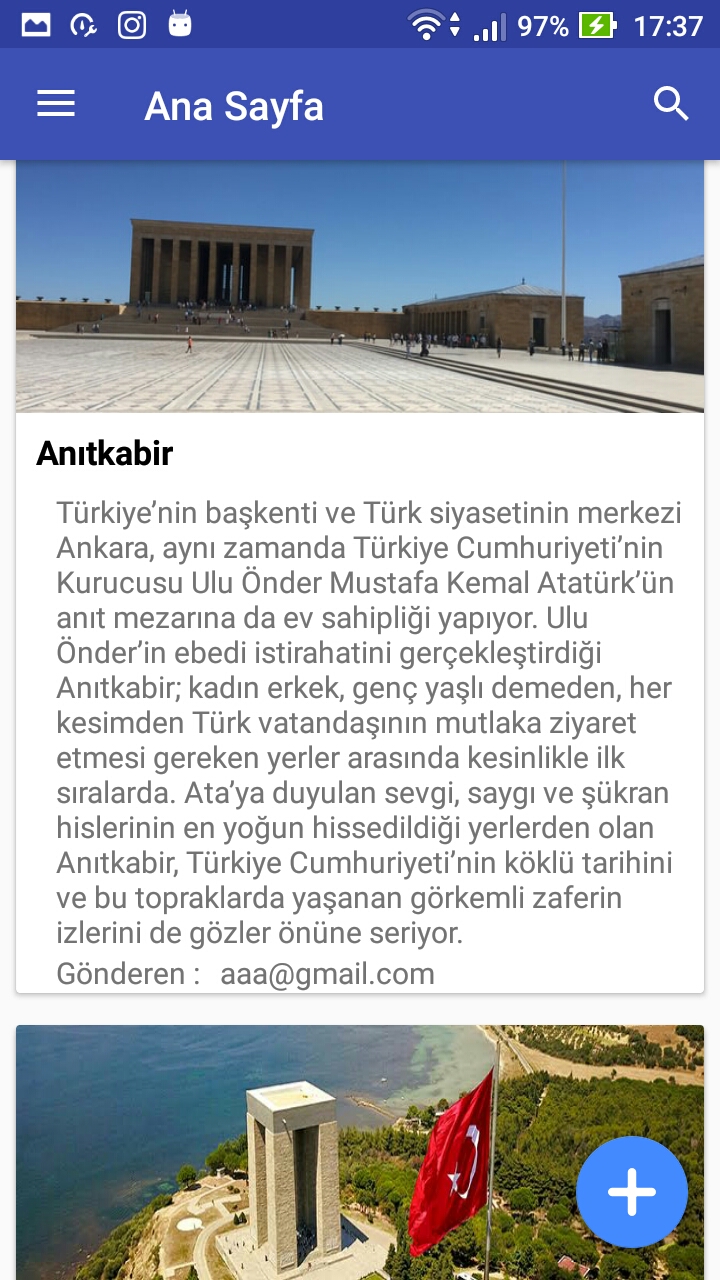 97% 17:37
Ana Sayfa
Anıtkabir
Türkiye’nin başkenti ve Türk siyasetinin merkezi
Ankara, aynı zamanda Türkiye Cumhuriyeti’nin
Kurucusu Ulu Önder Mustafa Kemal Atatürk’ün
anıt mezarına da ev sahipliği yapıyor. Ulu
Önder’in ebedi istirahatini gerçekleştirdiği
Anıtkabir; kadın erkek, genç yaşlı demeden, her
kesimden Türk vatandaşının mutlaka ziyaret
etmesi gereken yerler arasında kesinlikle ilk
sıralarda. Ata’ya duyulan sevgi, saygı ve şükran
hislerinin en yoğun hissedildiği yerlerden olan
Anıtkabir, Türkiye Cumhuriyeti’nin köklü tarihini
ve bu topraklarda yaşanan görkemli zaferin
izlerini de gözler önüne seriyor.
Gönderen : aaa@gmail.com